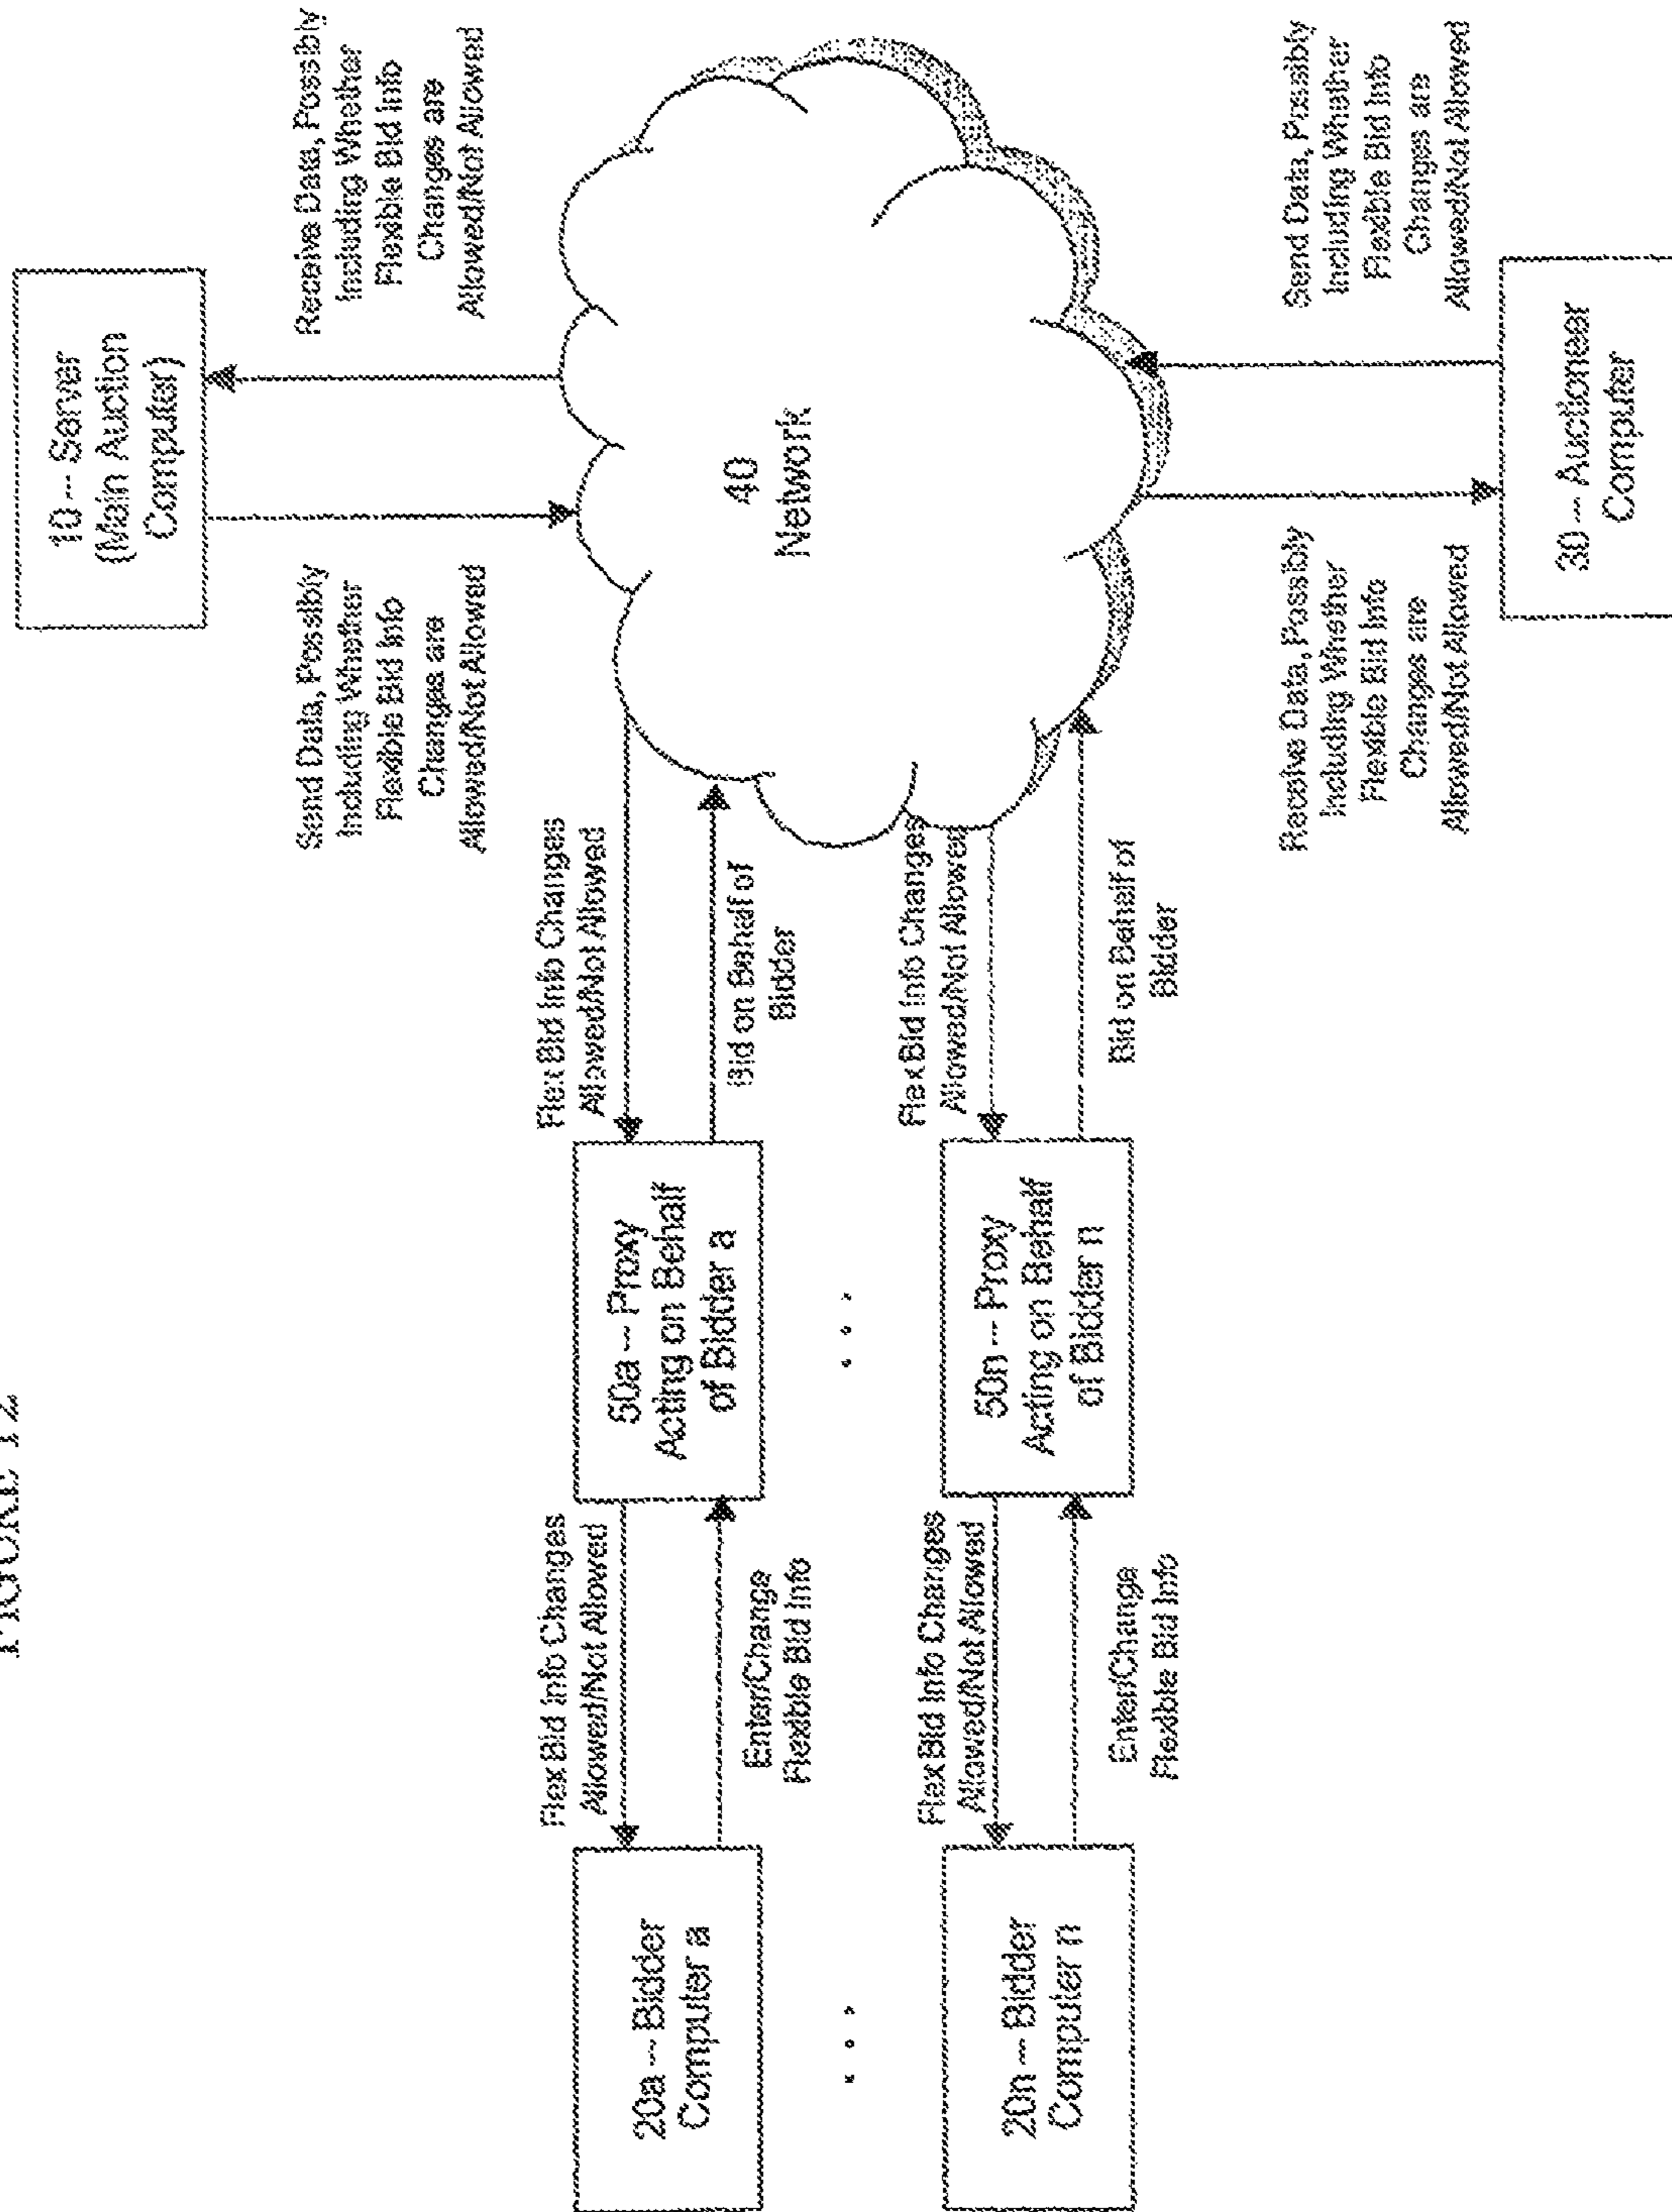 FIGURE 12
10 -- Server
(Main Auction
Computer)
Send Data, Possibly
Including Whether
Flexible Bid Info
Changes are
Allowed/Not Allowed
Receive Data, Possibly
Including Whether
Flexible Bid Info
Changes are
Allowed/Not Allowed
20a -- Bidder
Computer a
Flex Bid Info Changes
Allowed/Not Allowed
Enter/Change
Flexible Bid Info
50a -- Proxy
Acting on Behalf
of Bidder a
Flex Bid Info Changes
Allowed/Not Allowed
Bid on Behalf of
Bidder
40
Network
20n -- Bidder
Computer n
Flex Bid Info Changes
Allowed/Not Allowed
Enter/Change
Flexible Bid Info
50n -- Proxy
Acting on Behalf
of Bidder n
Flex Bid Info Changes
Allowed/Not Allowed
Bid on Behalf of
Bidder
Receive Data, Possibly
Including Whether
Flexible Bid Info
Changes are
Allowed/Not Allowed
Send Data, Possibly
Including Whether
Flexible Bid Info
Changes are
Allowed/Not Allowed
30 -- Auctioneer
Computer